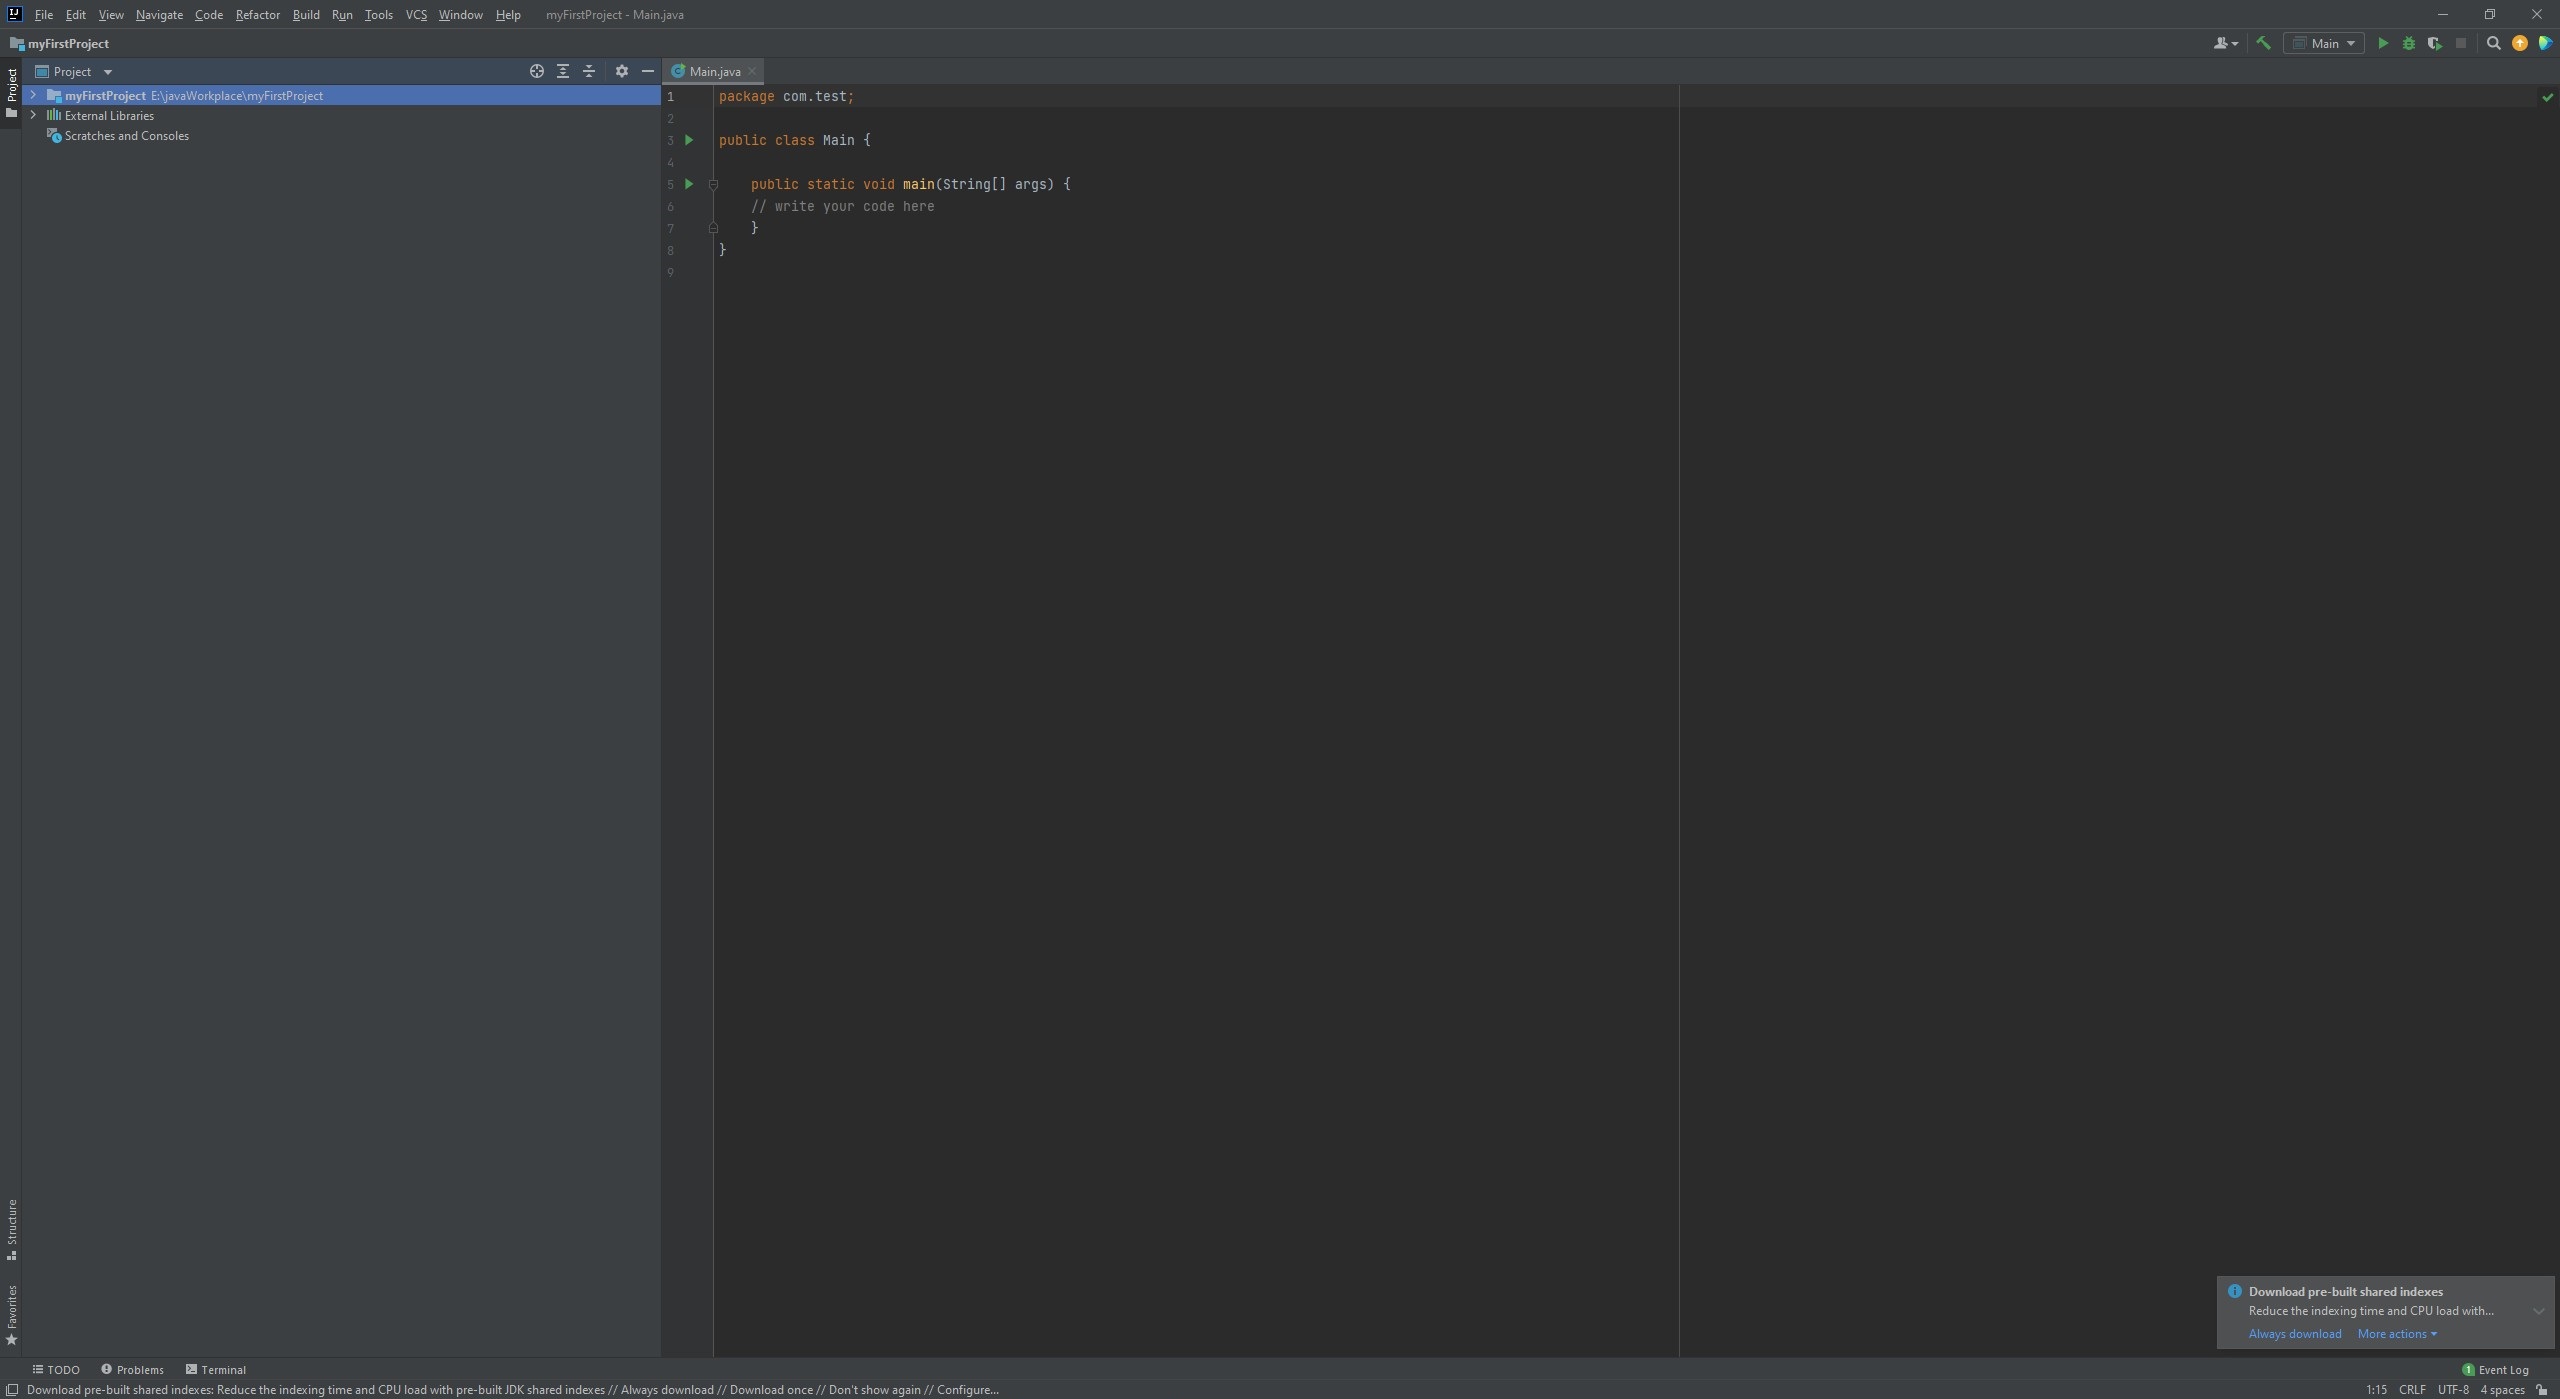 File Edit View Navigate Code Refactor Build Run Tools VCS Window Help myFirstProject - Main.java
myFirstProject
Main
Project
Project
Main.java
myFirstProject E:\javaWorkplace\myFirstProject
External Libraries
Scratches and Consoles
1 package com.test;
2
3 public class Main {
4
5 public static void main(String[] args) {
6 // write your code here
7 }
8 }
9
Structure
Favorites
Download pre-built shared indexes
Reduce the indexing time and CPU load with...
Always download More actions
TODO Problems Terminal
1 Event Log
Download pre-built shared indexes: Reduce the indexing time and CPU load with pre-built JDK shared indexes // Always download // Download once // Don't show again // Configure...
1:15 CRLF UTF-8 4 spaces